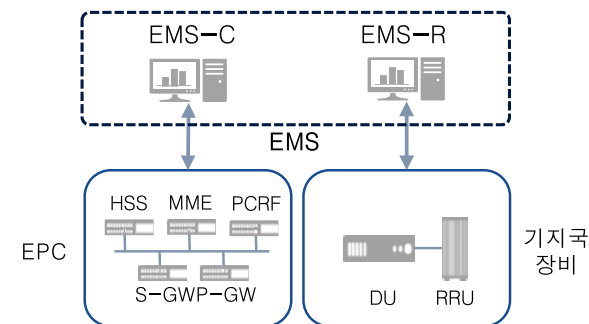 EMS-C EMS-R
EMS
HSS MME PCRF
EPC
S-GWP-GW
기지국
장비
DU RRU